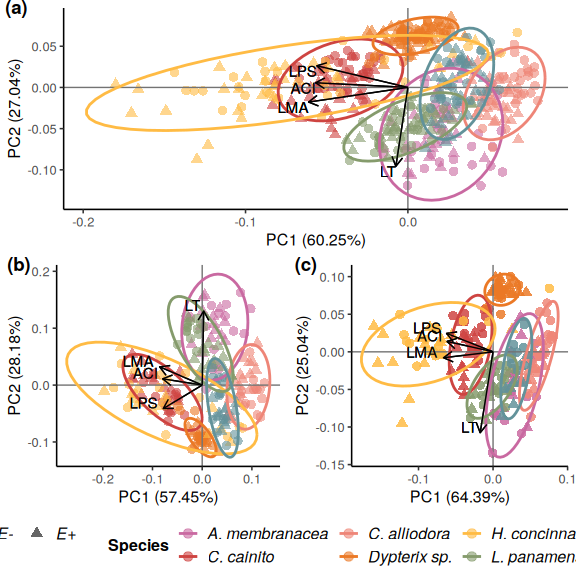 (a)
0.05
0.00
-0.05
-0.10
PC2 (27.04%)
LPS
ACI
LMA
LT
-0.2
-0.1
0.0
PC1 (60.25%)
(b)
0.2
0.1
0.0
-0.1
PC2 (28.18%)
LT
LMA
ACI
LPS
-0.2
-0.1
0.0
0.1
PC1 (57.45%)
(c)
0.10
0.05
0.00
-0.05
-0.10
-0.15
PC2 (25.04%)
LPS
ACI
LMA
LT
-0.1
0.0
0.1
PC1 (64.39%)
E- E+
Species
A. membranacea C. alliodora H. concinna
C. cainito Dypterix sp. L. panamens